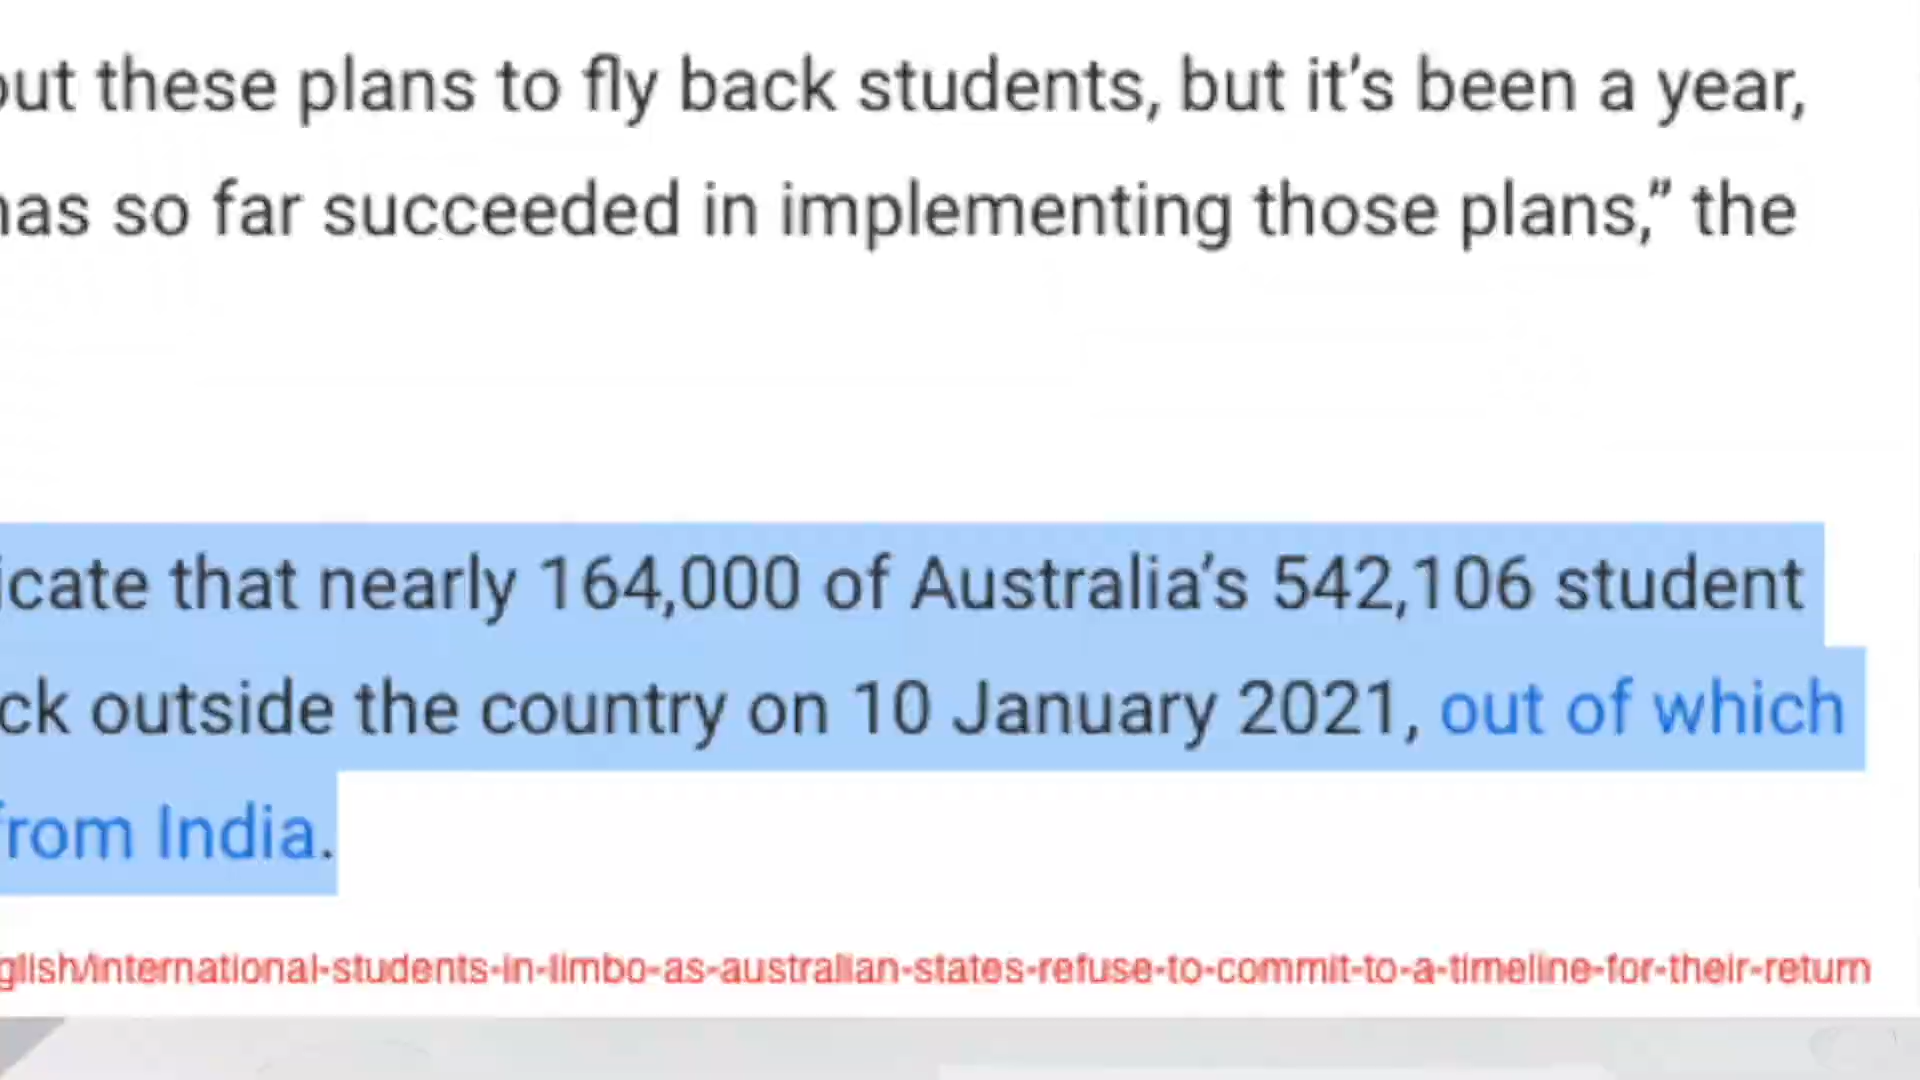 out these plans to fly back students, but it’s been a year,
has so far succeeded in implementing those plans,” the
icate that nearly 164,000 of Australia’s 542,106 student
ck outside the country on 10 January 2021, out of which
from India.
glish/international-students-in-limbo-as-australian-states-refuse-to-commit-to-a-timeline-for-their-return